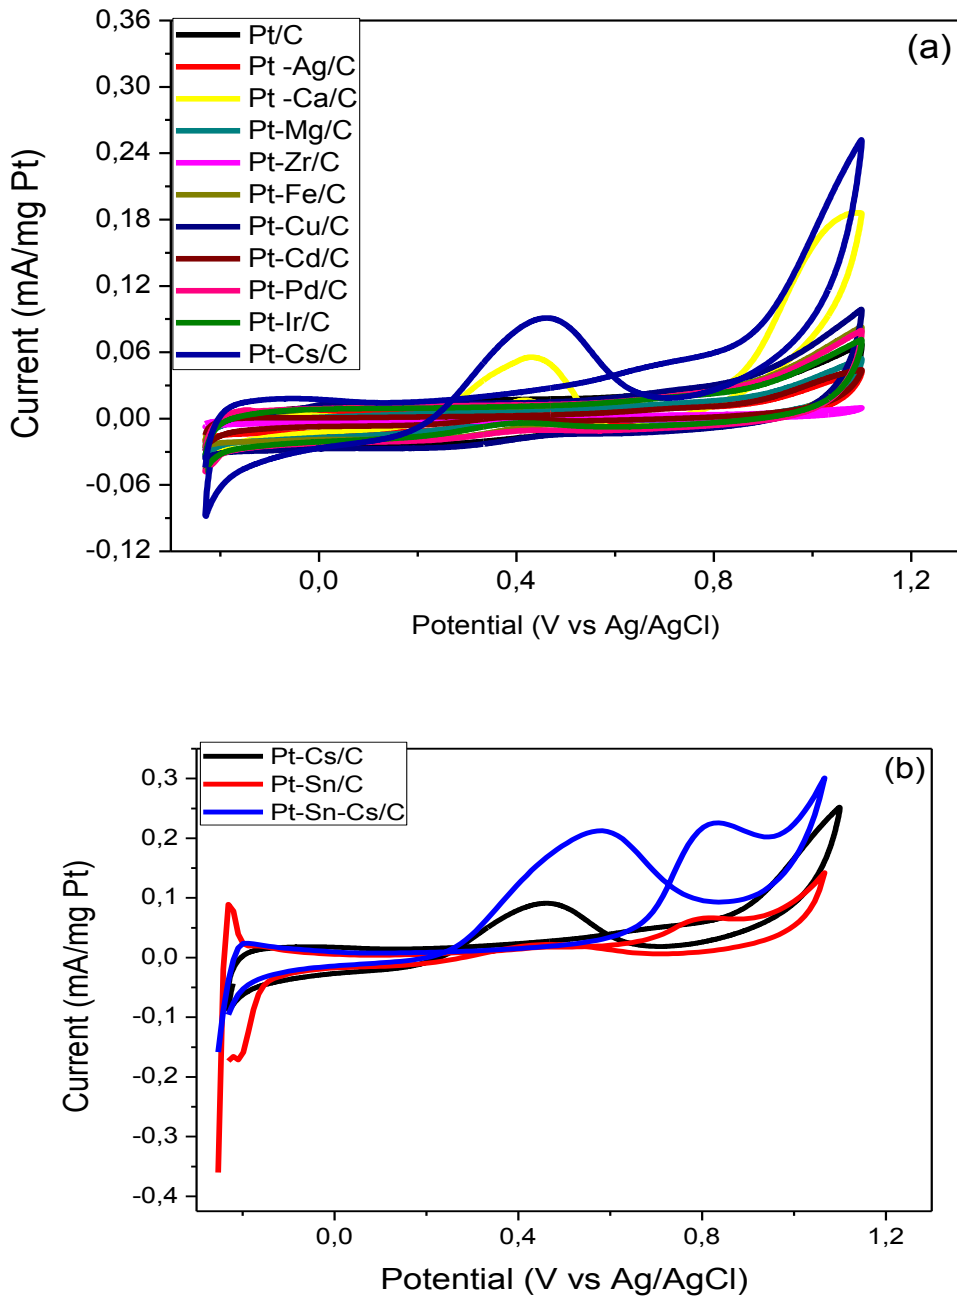 0,36
0,30
0,24
0,18
0,12
0,06
0,00
-0,06
-0,12
Current (mA/mg Pt)
Pt/C
Pt -Ag/C
Pt -Ca/C
Pt-Mg/C
Pt-Zr/C
Pt-Fe/C
Pt-Cu/C
Pt-Cd/C
Pt-Pd/C
Pt-Ir/C
Pt-Cs/C
(a)
0,0 0,4 0,8 1,2
Potential (V vs Ag/AgCl)
Pt-Cs/C
Pt-Sn/C
Pt-Sn-Cs/C
(b)
0,3
0,2
0,1
0,0
-0,1
-0,2
-0,3
-0,4
Current (mA/mg Pt)
0,0 0,4 0,8 1,2
Potential (V vs Ag/AgCl)